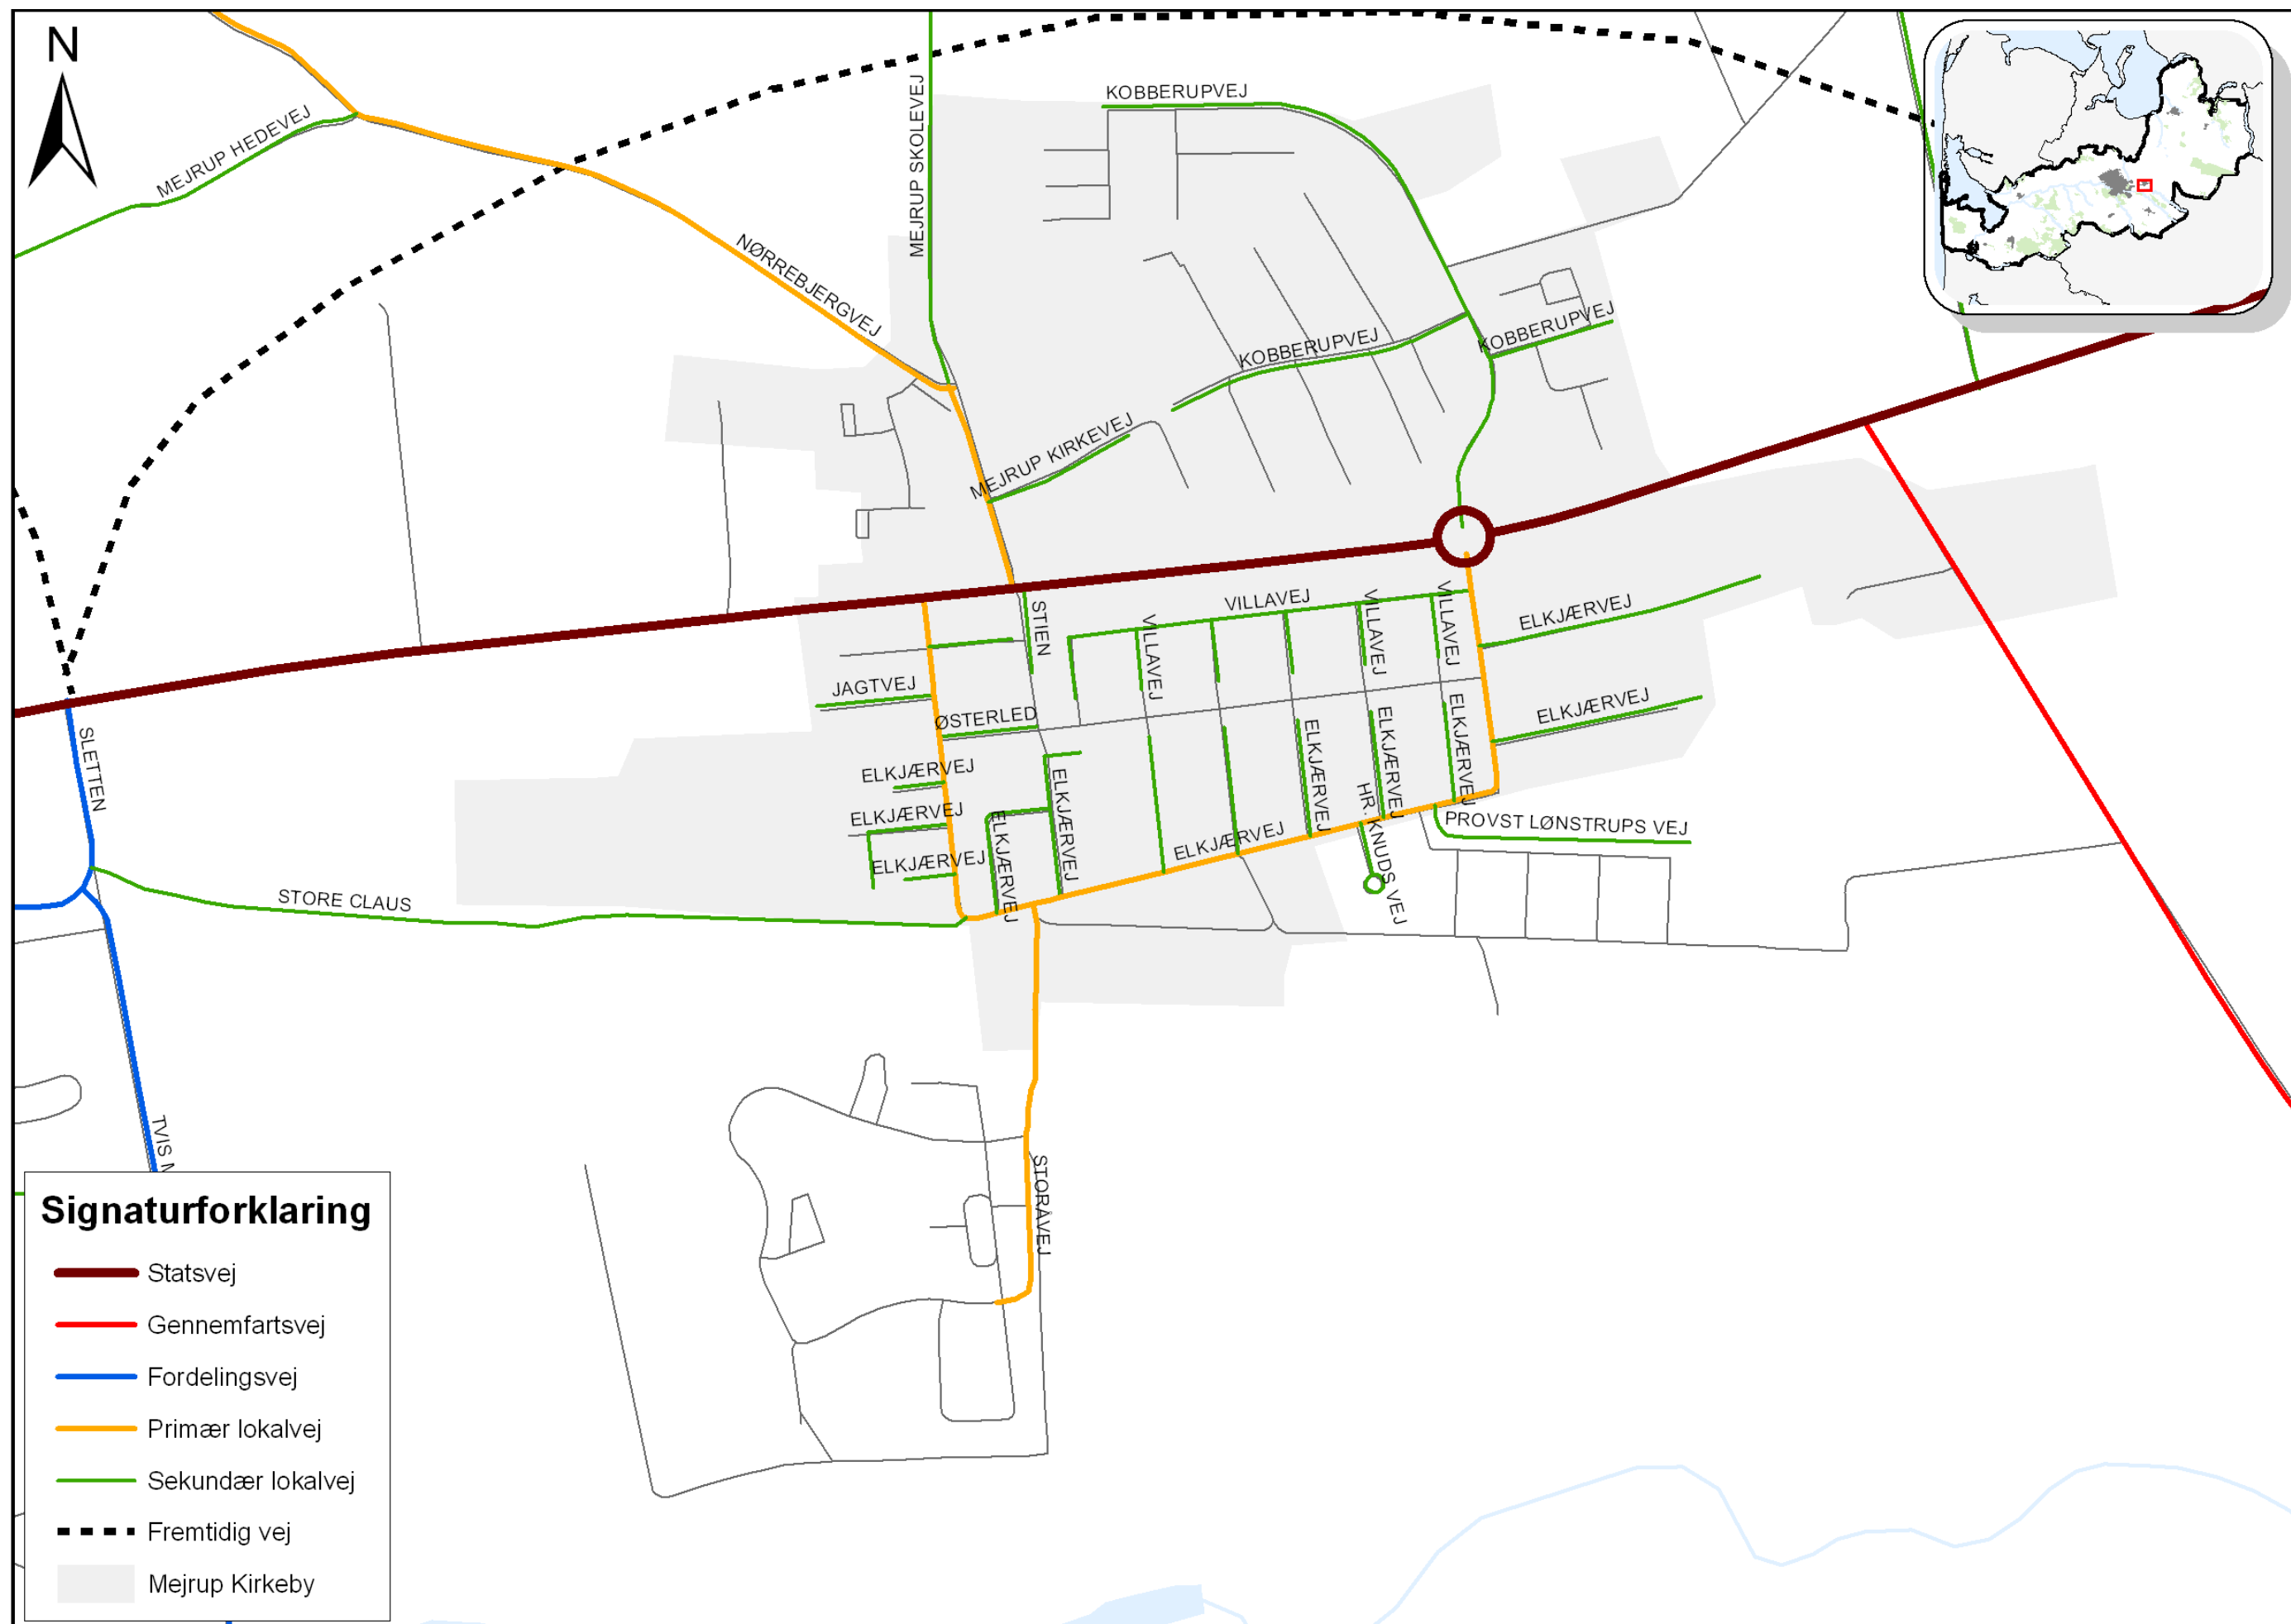 N
KOBBERUPVEJ
MEJRUP HEDEVEJ
MEJRUP SKOLEVEJ
NØRREBJERGVEJ
KOBBERUPVEJ
KOBBERUPVEJ
MEJRUP KIRKEVEJ
STIEN
VILLAVEJ
VILLAVEJ
VILLAVEJ
VILLAVEJ
ELKJÆRVEJ
JAGTVEJ
ØSTERLED
ELKJÆRVEJ
ELKJÆRVEJ
ELKJÆRVEJ
ELKJÆRVEJ
SLETTEN
ELKJÆRVEJ
ELKJÆRVEJ
ELKJÆRVEJ
HR. KNUDS VEJ
ELKJÆRVEJ
ELKJÆRVEJ
ELKJÆRVEJ
ELKJÆRVEJ
PROVST LØNSTRUPS VEJ
STORE CLAUS
TVIS
STORÅVEJ
Signaturforklaring
Statsvej
Gennemfartsvej
Fordelingsvej
Primær lokalvej
Sekundær lokalvej
Fremtidig vej
Mejrup Kirkeby